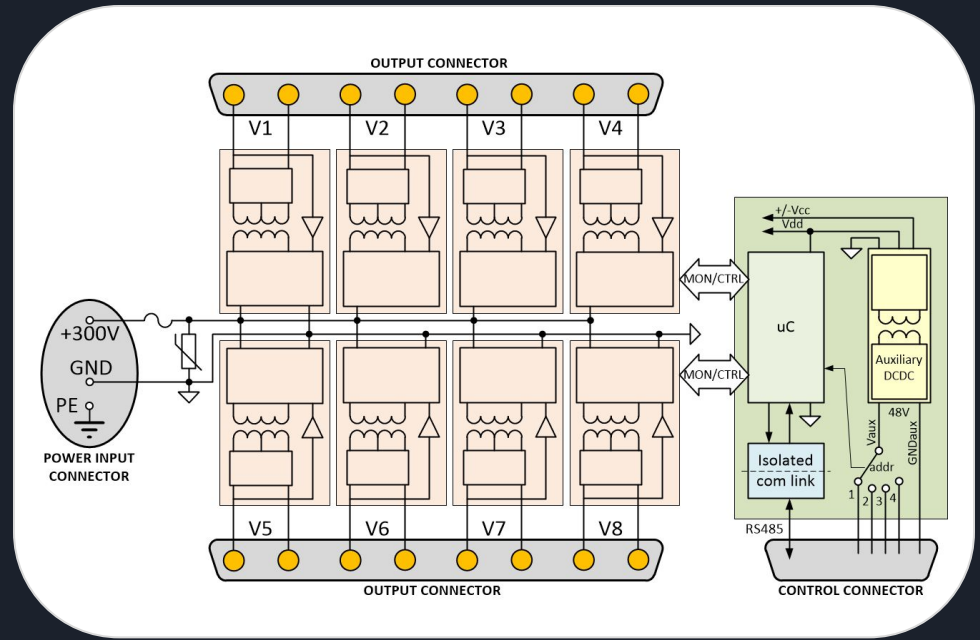 OUTPUT CONNECTOR
V1 V2 V3 V4
+/-Vcc
Vdd
MON/CTRL
uC
+300V
GND
PE
POWER INPUT
CONNECTOR
MON/CTRL
Auxiliary
DCDC
48V
Vaux
GNDaux
addr
1 2 3 4
Isolated
com link
RS485
V5 V6 V7 V8
OUTPUT CONNECTOR
CONTROL CONNECTOR